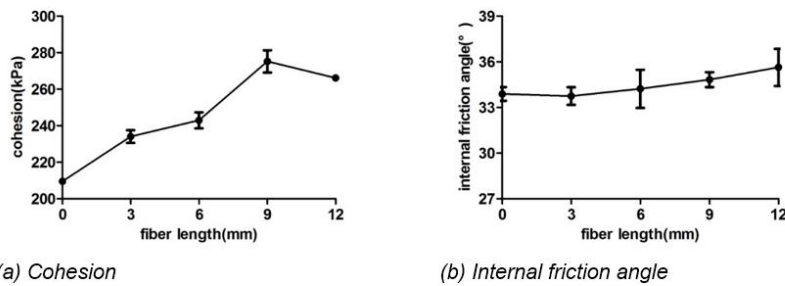 300
280
260
240
220
200
cohesion(kPa)
0 3 6 9 12
fiber length(mm)
(a) Cohesion
39
36
33
30
27
internal friction angle(°)
0 3 6 9 12
fiber length(mm)
(b) Internal friction angle